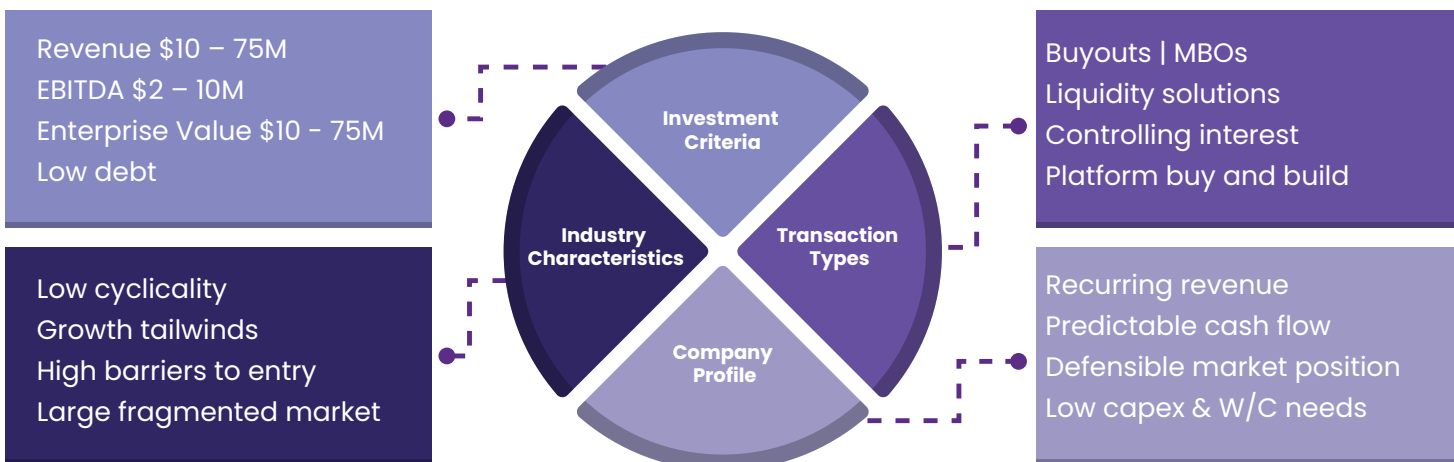 Revenue $10 – 75M
EBITDA $2 – 10M
Enterprise Value $10 - 75M
Low debt
Investment
Criteria
Buyouts | MBOs
Liquidity solutions
Controlling interest
Platform buy and build
Industry
Characteristics
Transaction
Types
Low cyclicality
Growth tailwinds
High barriers to entry
Large fragmented market
Company
Profile
Recurring revenue
Predictable cash flow
Defensible market position
Low capex & W/C needs